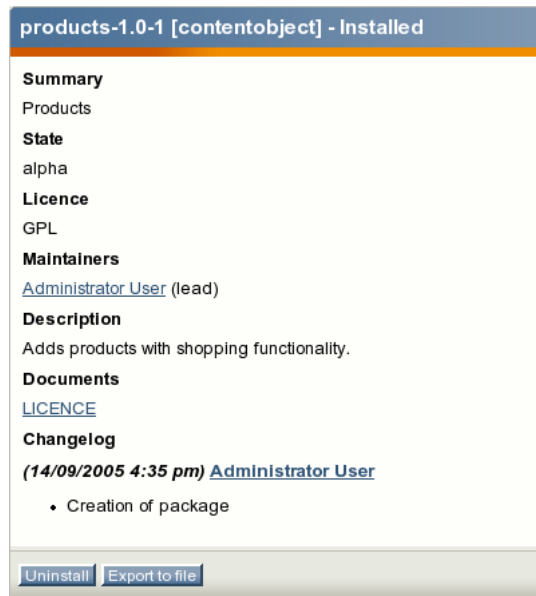 products-1.0-1 [contentobject] - Installed
Summary
Products
State
alpha
Licence
GPL
Maintainers
Administrator User (lead)
Description
Adds products with shopping functionality.
Documents
LICENCE
Changelog
(14/09/2005 4:35 pm) Administrator User
• Creation of package
Uninstall Export to file